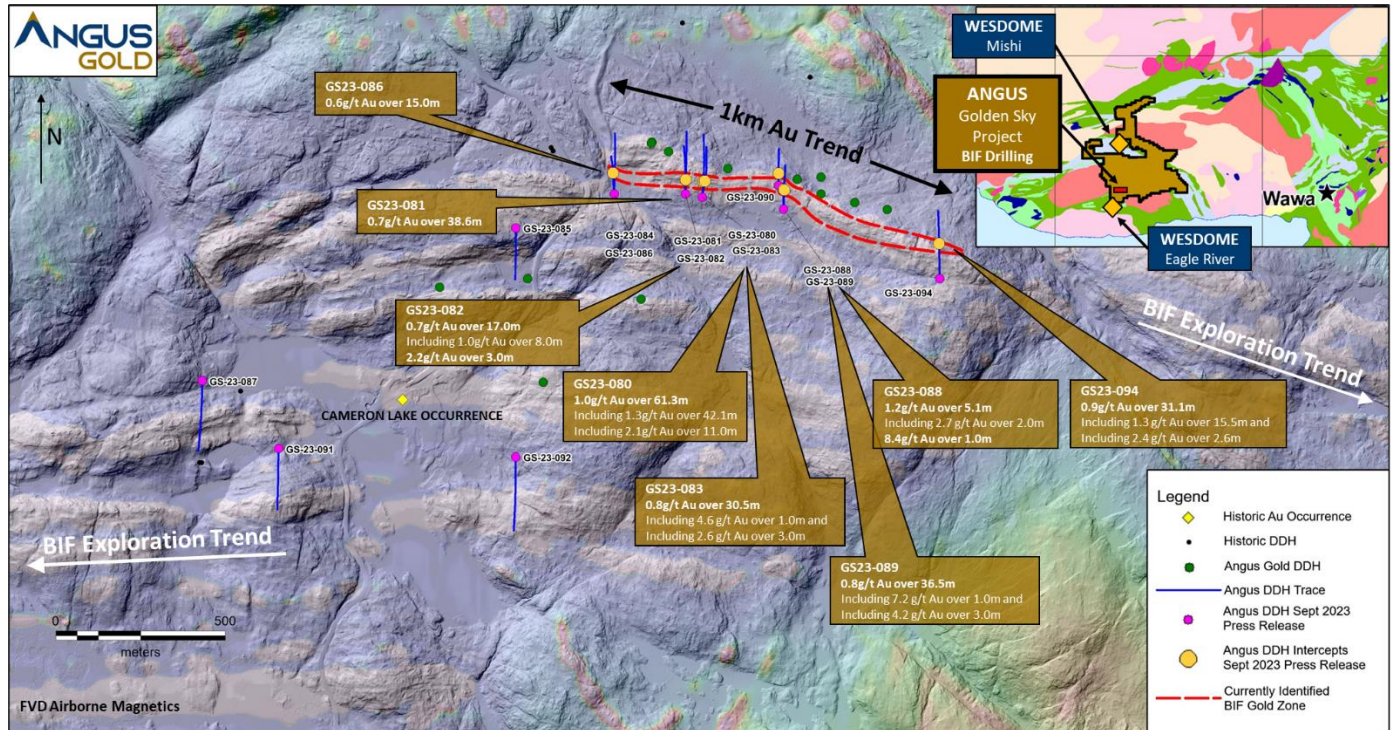 ANGUS
GOLD
N
GS23-086
0.6g/t Au over 15.0m
1km Au Trend
GS23-081
0.7g/t Au over 38.6m
GS-23-090
GS-23-085
GS-23-084
GS-23-086
GS-23-081
GS-23-082
GS-23-080
GS-23-083
GS-23-088
GS-23-089
GS-23-094
GS23-082
0.7g/t Au over 17.0m
Including 1.0g/t Au over 8.0m
2.2g/t Au over 3.0m
GS-23-087
CAMERON LAKE OCCURRENCE
GS-23-091
GS-23-092
GS23-080
1.0g/t Au over 61.3m
Including 1.3g/t Au over 42.1m
Including 2.1g/t Au over 11.0m
GS23-088
1.2g/t Au over 5.1m
Including 2.7 g/t Au over 2.0m
8.4g/t Au over 1.0m
GS23-094
0.9g/t Au over 31.1m
Including 1.3 g/t Au over 15.5m and
Including 2.4 g/t Au over 2.6m
GS23-083
0.8g/t Au over 30.5m
Including 4.6 g/t Au over 1.0m and
Including 2.6 g/t Au over 3.0m
GS23-089
0.8g/t Au over 36.5m
Including 7.2 g/t Au over 1.0m and
Including 4.2 g/t Au over 3.0m
BIF Exploration Trend
BIF Exploration Trend
0 500
meters
FVD Airborne Magnetics
WESDOME
Mishi
ANGUS
Golden Sky
Project
BIF Drilling
Wawa
WESDOME
Eagle River
Legend
Historic Au Occurrence
Historic DDH
Angus Gold DDH
Angus DDH Trace
Angus DDH Sept 2023
Press Release
Angus DDH Intercepts
Sept 2023 Press Release
Currently Identified
BIF Gold Zone